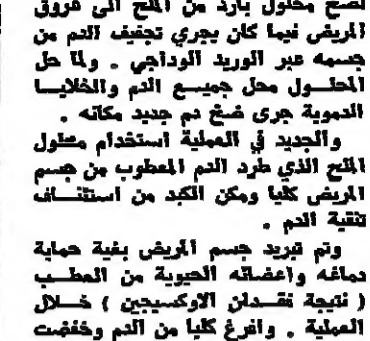 لضخ محلول بارد من الملح الى عروق
المريض فيما كان يجري تجفيف الدم من
جسمه عبر الوريد الوداجي . ولما حل
المحلول محل جميع الدم والخلايا
الدموية جرى ضخ دم جديد مكانه .
والجديد في العملية استخدام محلول
الملح الذي طرد الدم المعطوب من جسم
المريض كليا ومكن الكبد من استئناف
تنقية الدم .
وتم تبريد جسم المريض بغية حماية
دماغه واعضائه الحيوية من العطب
( نتيجة فقدان الاوكسيجين ) خلال
العملية . وافرغ كليا من الدم وخفضت